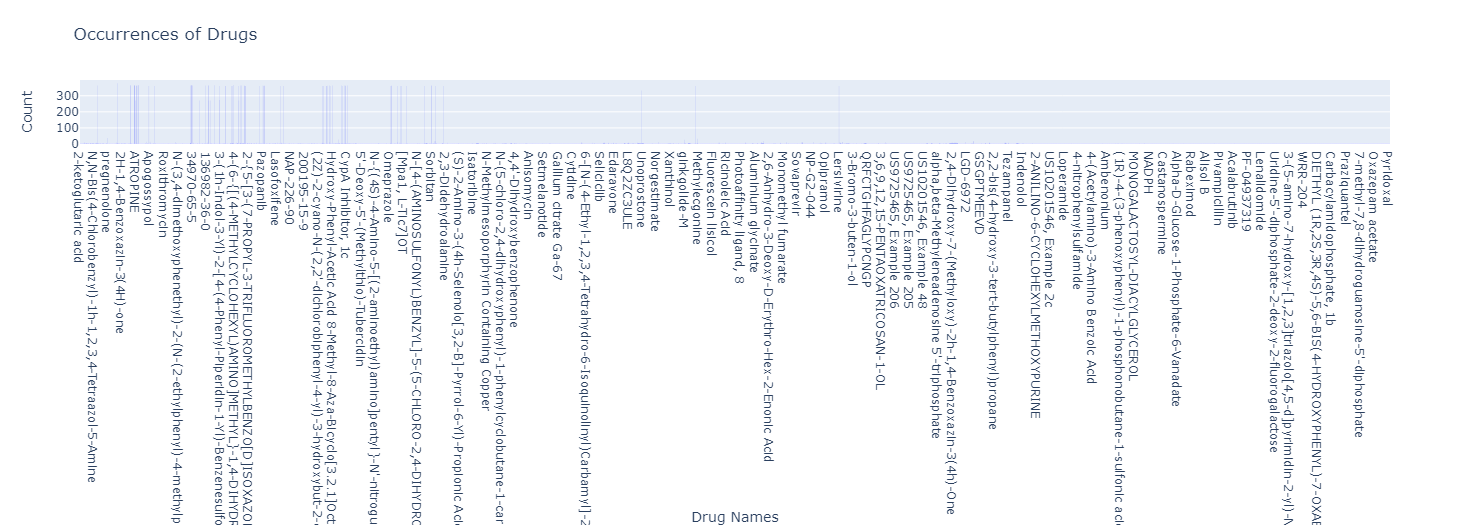 Occurrences of Drugs
Count
300
200
100
0
2-ketoglutaric acid
N,N-Bis(4-Chlorobenzyl)-1h-1,2,3,4-Tetraazol-5-Amine
pregnenolone
2H-1,4-Benzoxazin-3(4H)-one
ATROPINE
Apogossypol
Roxithromycin
N-(3,4-dimethoxyphenethyl)-2-(N-(2-ethylphenyl)-4-methylp
34970-65-5
136982-36-0
3-(1h-Indol-3-Yl)-2-[4-(4-Phenyl-Piperidin-1-Yl)-Benzenesulfo
4-(6-{[(4-METHYLCYCLOHEXYL)AMINO]METHYL}-1,4-DIHYDR
2-{5-[3-(7-PROPYL-3-TRIFLUOROMETHYLBENZO[D]ISOXAZOL
Pazopanib
Lasofoxifene
NAP-226-90
200195-15-9
(2Z)-2-cyano-N-(2,2'-dichlorobiphenyl-4-yl)-3-hydroxybut-2-e
Hydroxy-Phenyl-Acetic Acid 8-Methyl-8-Aza-Bicyclo[3.2.1]Oct
CypA Inhibitor, 1c
5'-Deoxy-5'-(Methylthio)-Tubercidin
N-{(4S)-4-Amino-5-[(2-aminoethyl)amino]pentyl}-N'-nitrogu
Omeprazole
[Mpa1, L-Tic7]OT
N-[4-(AMINOSULFONYL)BENZYL]-5-(5-CHLORO-2,4-DIHYDRO
Sorbitan
2,3-Didehydroalanine
(S)-2-Amino-3-(4h-Selenolo[3,2-B]-Pyrrol-6-Yl)-Propionic Acid
Isatoribine
N-Methylmesoporphyrin Containing Copper
N-(5-chloro-2,4-dihydroxyphenyl)-1-phenylcyclobutane-1-car
4,4'-Dihydroxybenzophenone
Anisomycin
Setmelanotide
Gallium citrate Ga-67
Cytidine
6-[N-(4-Ethyl-1,2,3,4-Tetrahydro-6-Isoquinolinyl)Carbamyl]-2
Seliciclib
Edaravone
L8Q2ZC3ULE
Unoprostone
Norgestimate
Xanthinol
ginkgolide-M
Methylecgonine
Fluorescein lisicol
Ricinoleic Acid
Photoaffinity ligand, 8
Aluminium glycinate
2,6-Anhydro-3-Deoxy-D-Erythro-Hex-2-Enonic Acid
Monomethyl fumarate
Sovaprevir
NP-G2-044
Opipramol
Lersivirine
3-Bromo-3-buten-1-ol
QRFCTGHFAGLYPCNGP
3,6,9,12,15-PENTAOXATRICOSAN-1-OL
US9725465, Example 206
US9725465, Example 205
US10201546, Example 48
alpha,beta-Methyleneadenosine 5'-triphosphate
2,4-Dihydroxy-7-(Methyloxy)-2h-1,4-Benzoxazin-3(4h)-One
LGD-6972
GSGPTMEEVD
2,2-bis(4-hydroxy-3-tert-butylphenyl)propane
Tezampanel
Indenolol
2-ANILINO-6-CYCLOHEXYLMETHOXYPURINE
US10201546, Example 2c
Loperamide
4-nitrophenylsulfamide
4-(Acetylamino)-3-Amino Benzoic Acid
Ambenonium
(1R)-4-(3-phenoxyphenyl)-1-phosphonobutane-1-sulfonic acid
MONOGALACTOSYL-DIACYLGLYCEROL
NADPH
Castanospermine
Alpha-D-Glucose-1-Phosphate-6-Vanadate
Rabeximod
Alisol B
Pivampicillin
Acalabrutinib
PF-04937319
Lenalidomide
Uridine-5'-diphosphate-2-deoxy-2-fluorogalactose
3-(5-amino-7-hydroxy-[1,2,3]triazolo[4,5-d]pyrimidin-2-yl)-N
WRR-204
DIETHYL (1R,2S,3R,4S)-5,6-BIS(4-HYDROXYPHENYL)-7-OXAB
Carbacylamidophosphate, 1b
Praziquantel
7-methyl-7,8-dihydroguanosine-5'-diphosphate
Oxazepam acetate
Pyridoxal
Drug Names